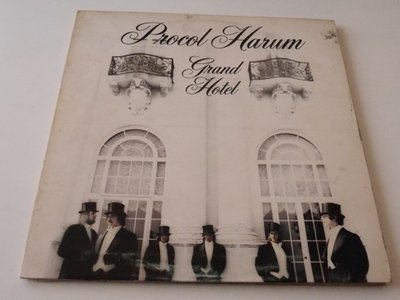 Procol Harum
Grand
Hotel